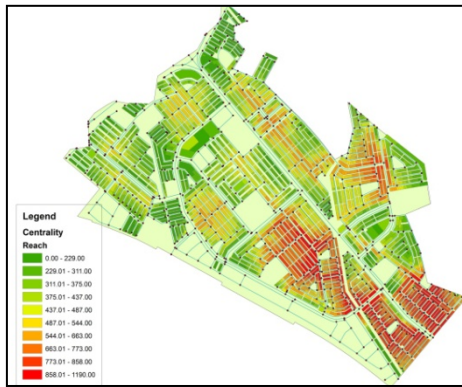 Legend
Centrality
Reach
0.00 - 229.00
229.01 - 311.00
311.01 - 375.00
375.01 - 437.00
437.01 - 487.00
487.01 - 544.00
544.01 - 663.00
663.01 - 773.00
773.01 - 858.00
858.01 - 1190.00